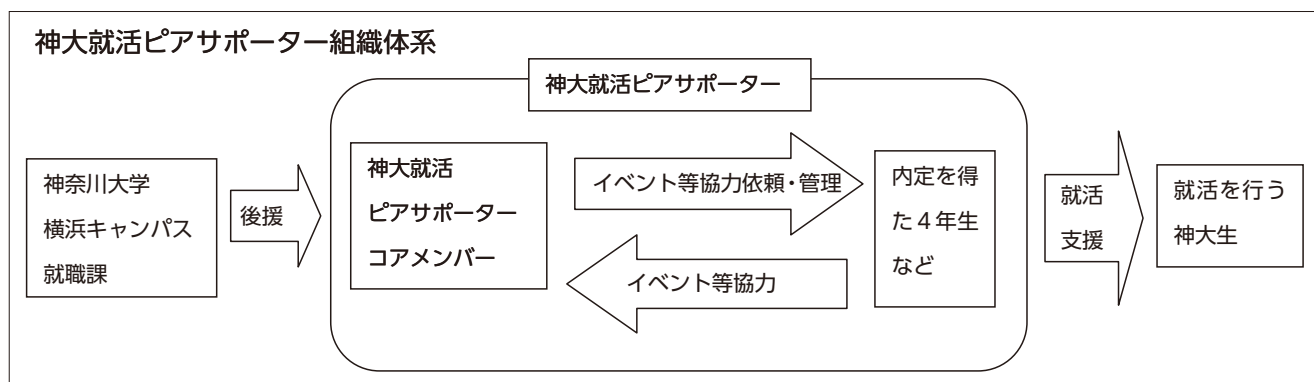 神大就活ピアサポーター組織体系
神大就活ピアサポーター
神奈川大学
横浜キャンパス
就職課
後援
神大就活
ピアサポーター
コアメンバー
イベント等協力依頼・管理
イベント等協力
内定を得
た４年生
など
就活
支援
就活を行う
神大生